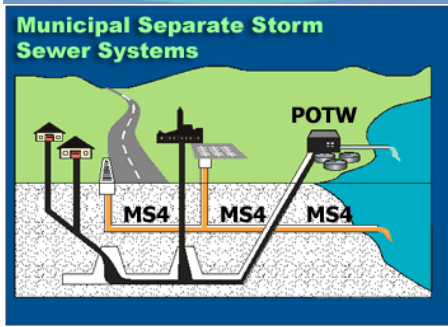 Municipal Separate Storm
Sewer Systems
POTW
MS4 MS4 MS4